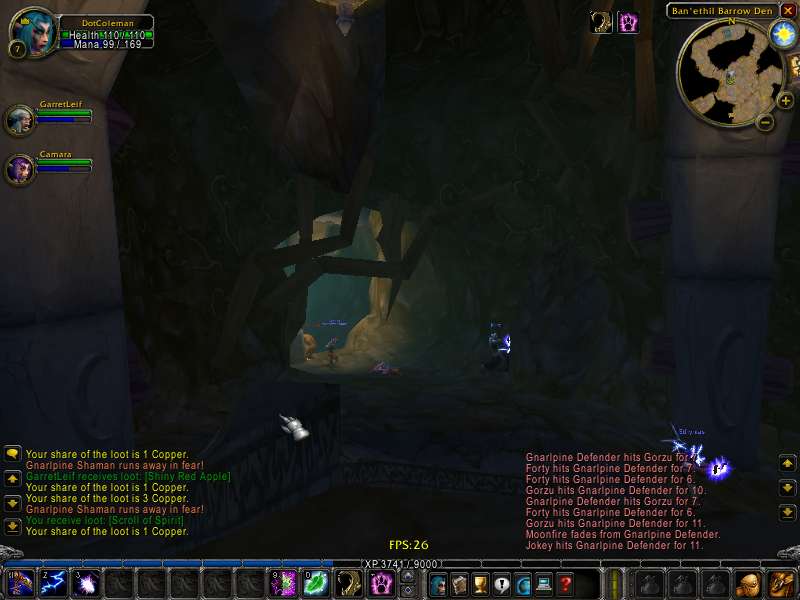 DotColeman
Health 110 / 110
Mana 99 / 169
7
Ban'ethil Barrow Den
N
GarretLeif
Camara
Your share of the loot is 1 Copper.
Gnarlpine Shaman runs away in fear!
GarretLeif receives loot: [Shiny Red Apple]
Your share of the loot is 1 Copper.
Your share of the loot is 3 Copper.
Gnarlpine Shaman runs away in fear!
You receive loot: [Scroll of Spirit]
Your share of the loot is 1 Copper.
Gnarlpine Defender hits Gorzu for
Forty hits Gnarlpine Defender for 7.
Forty hits Gnarlpine Defender for 6.
Gorzu hits Gnarlpine Defender for 10.
Gnarlpine Defender hits Gorzu for 7.
Forty hits Gnarlpine Defender for 6.
Gorzu hits Gnarlpine Defender for 11.
Moonfire fades from Gnarlpine Defender.
Jokey hits Gnarlpine Defender for 11.
FPS:26
XP 3741 / 9000
2 3 9 0